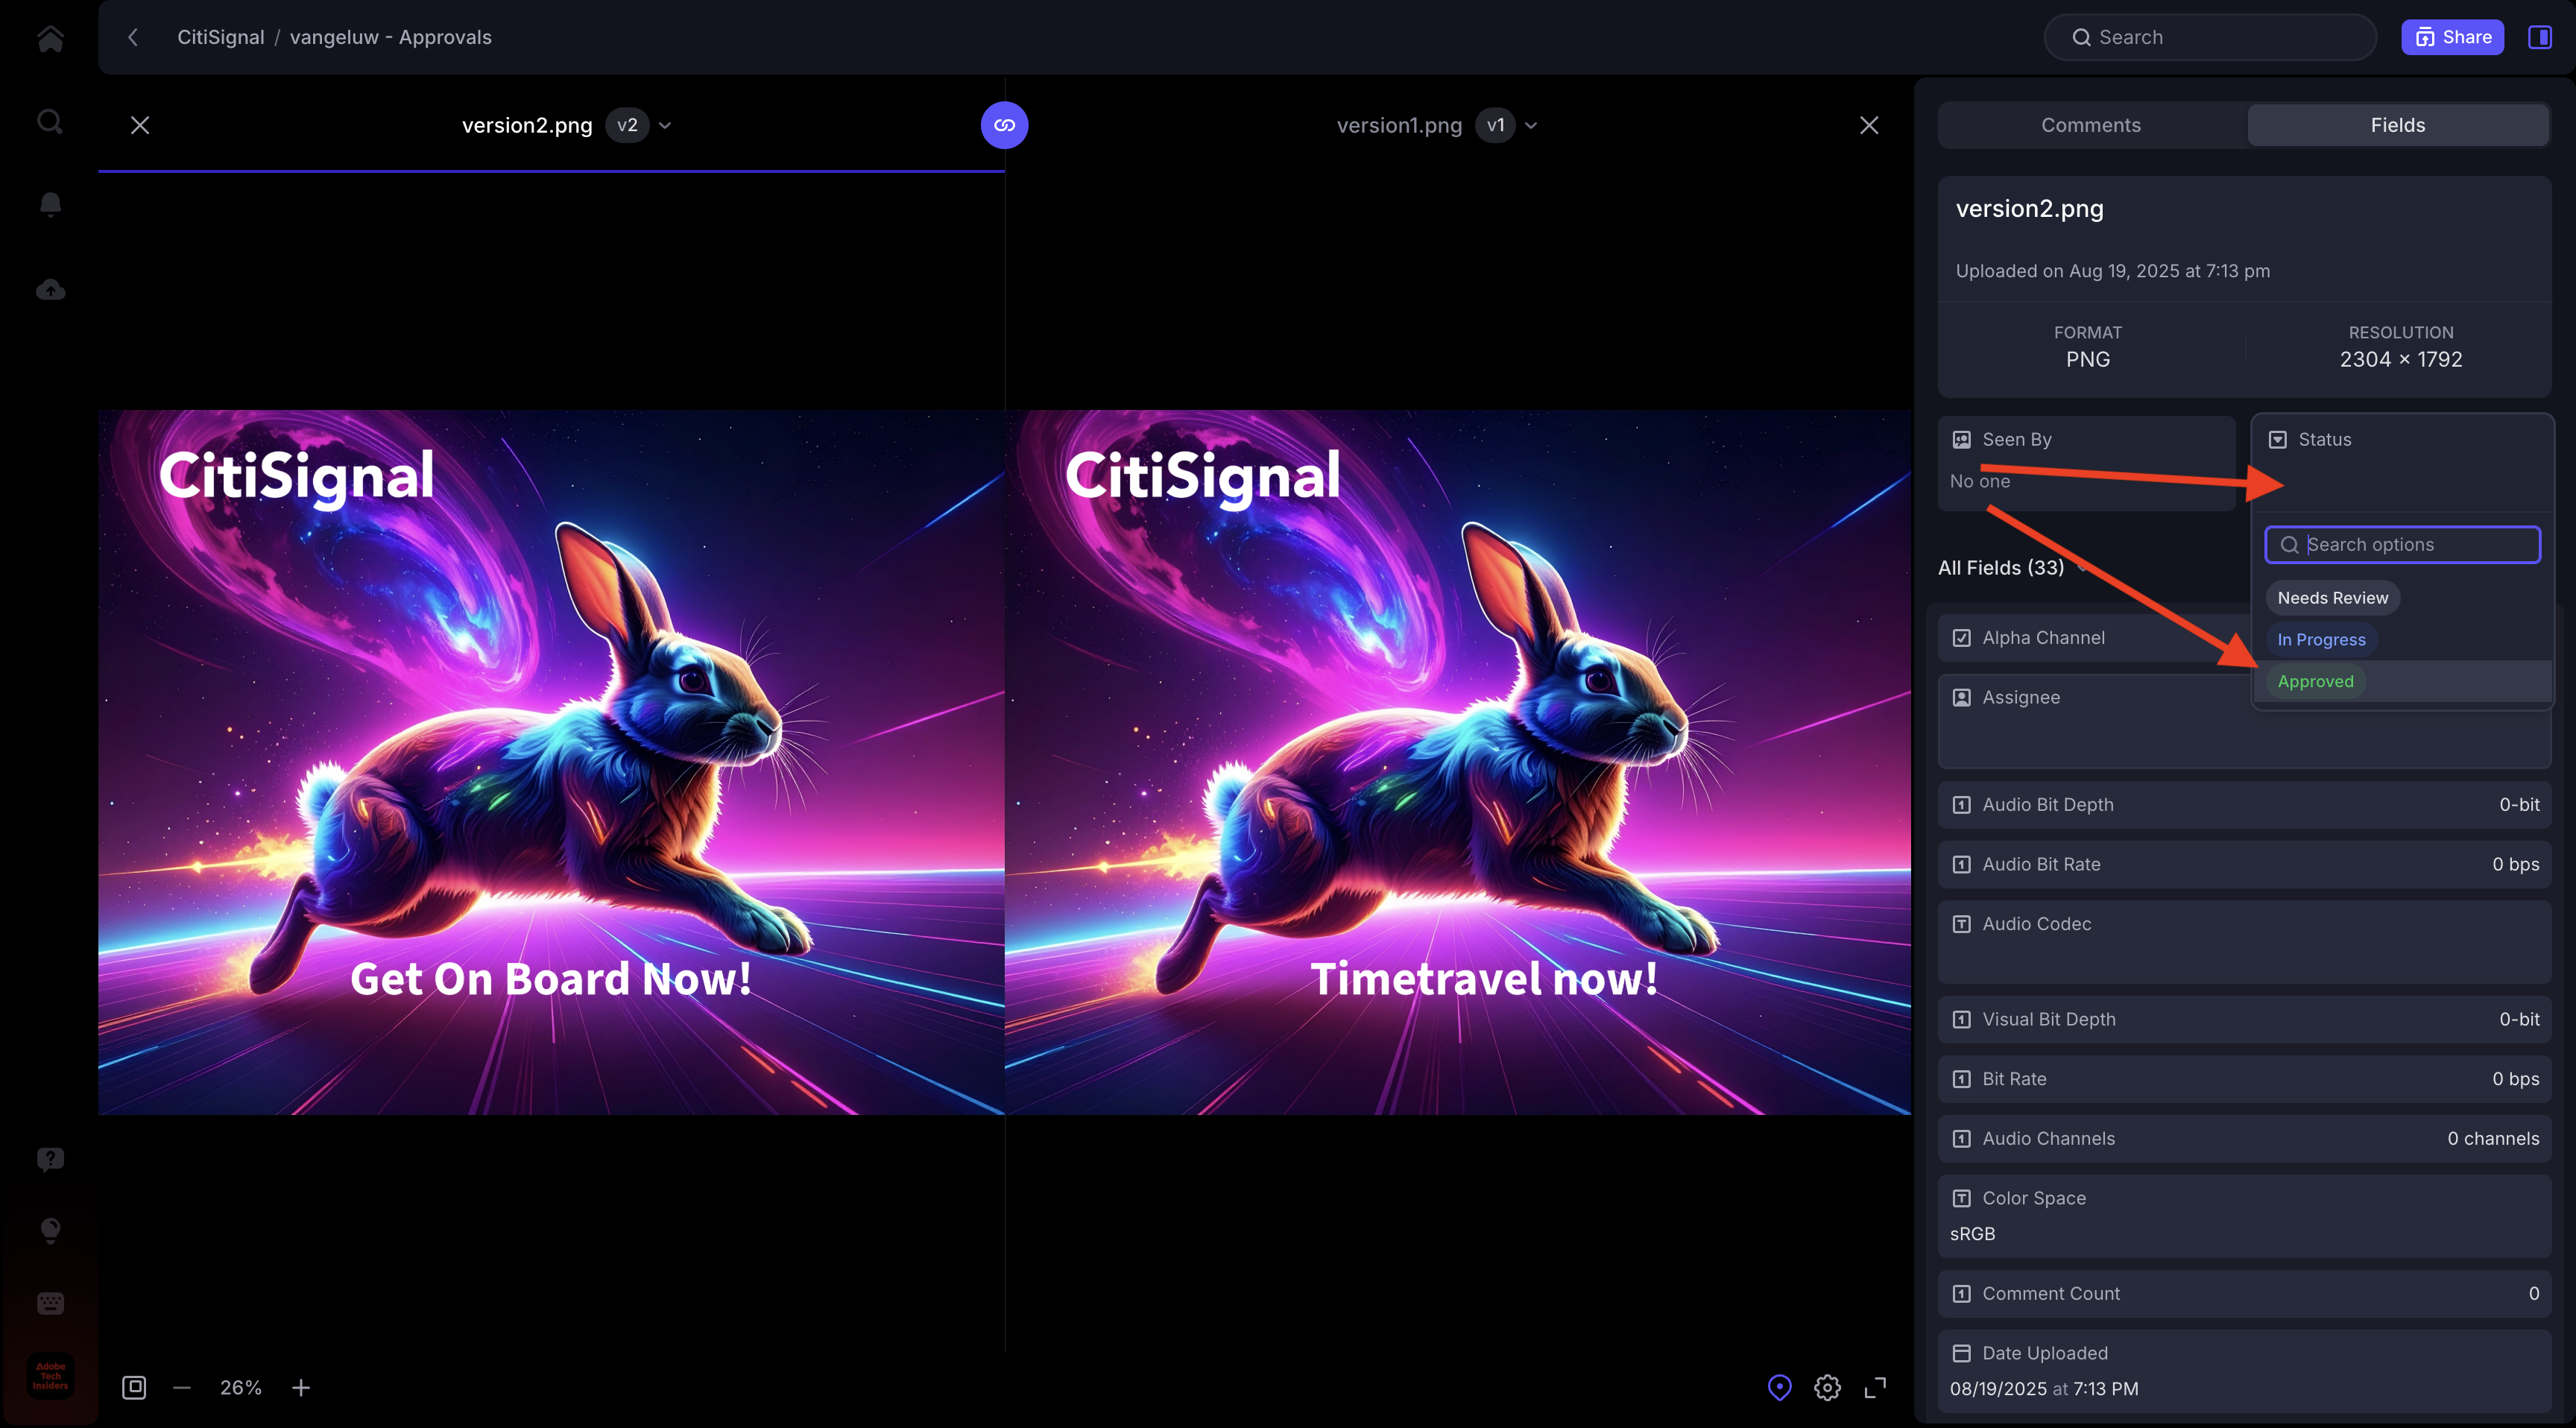 CitiSignal / vangeluw - Approvals
Search
Share
version2.png v2
version1.png v1
Comments
Fields
version2.png
Uploaded on Aug 19, 2025 at 7:13 pm
FORMAT
PNG
RESOLUTION
2304 × 1792
Seen By
No one
Status
Search options
Needs Review
In Progress
Approved
All Fields (33)
Alpha Channel
Assignee
Audio Bit Depth 0-bit
Audio Bit Rate 0 bps
Audio Codec
Visual Bit Depth 0-bit
Bit Rate 0 bps
Audio Channels 0 channels
Color Space
sRGB
Comment Count 0
Date Uploaded
08/19/2025 at 7:13 PM
CitiSignal
Get On Board Now!
CitiSignal
Timetravel now!
26%
Adobe
Tech
Insiders